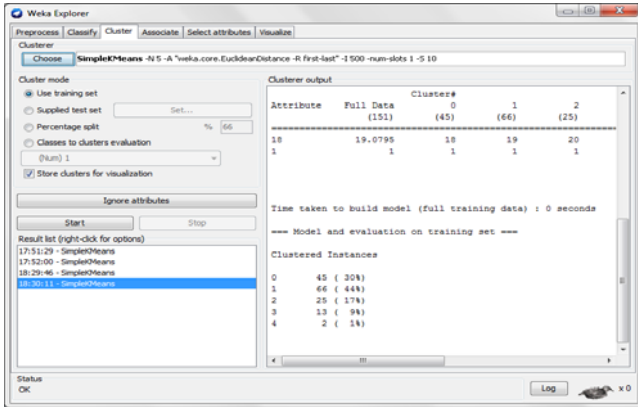 Weka Explorer
Preprocess Classify Cluster Associate Select attributes Visualize
Clusterer
Choose SimpleKMeans -N 5 -A "weka.core.EuclideanDistance -R first-last" -I 500 -num-slots 1 -S 10
Cluster mode
Use training set
Supplied test set Set...
Percentage split % 66
Classes to clusters evaluation
(Num) 1
Store clusters for visualization
Ignore attributes
Start Stop
Result list (right-click for options)
17:51:29 - SimpleKMeans
17:52:00 - SimpleKMeans
18:29:46 - SimpleKMeans
18:30:11 - SimpleKMeans
Clusterer output
Cluster#
Attribute Full Data 0 1 2
(151) (45) (66) (25)
==========================================================
18 19.0795 18 19 20
1 1 1 1 1
Time taken to build model (full training data) : 0 seconds
=== Model and evaluation on training set ===
Clustered Instances
0 45 ( 30%)
1 66 ( 44%)
2 25 ( 17%)
3 13 ( 9%)
4 2 ( 1%)
Status
OK
Log x 0